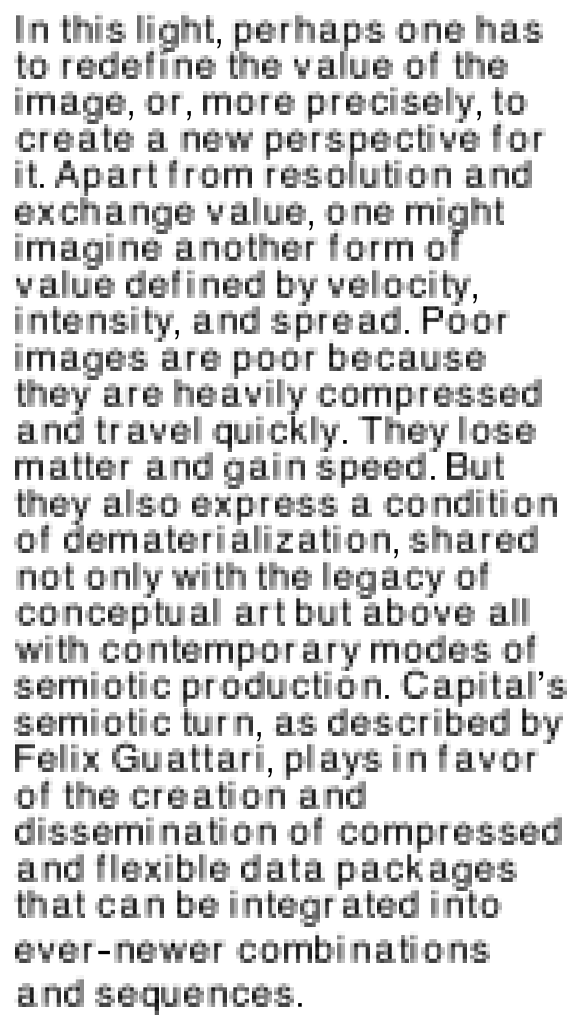 In this light, perhaps one has
to redefine the value of the
image, or, more precisely, to
create a new perspective for
it. Apart from resolution and
exchange value, one might
imagine another form of
value defined by velocity,
intensity, and spread. Poor
images are poor because
they are heavily compressed
and travel quickly. They lose
matter and gain speed. But
they also express a condition
of dematerialization, shared
not only with the legacy of
conceptual art but above all
with contemporary modes of
semiotic production. Capital's
semiotic turn, as described by
Felix Guattari, plays in favor
of the creation and
dissemination of compressed
and flexible data packages
that can be integrated into
ever-newer combinations
and sequences.